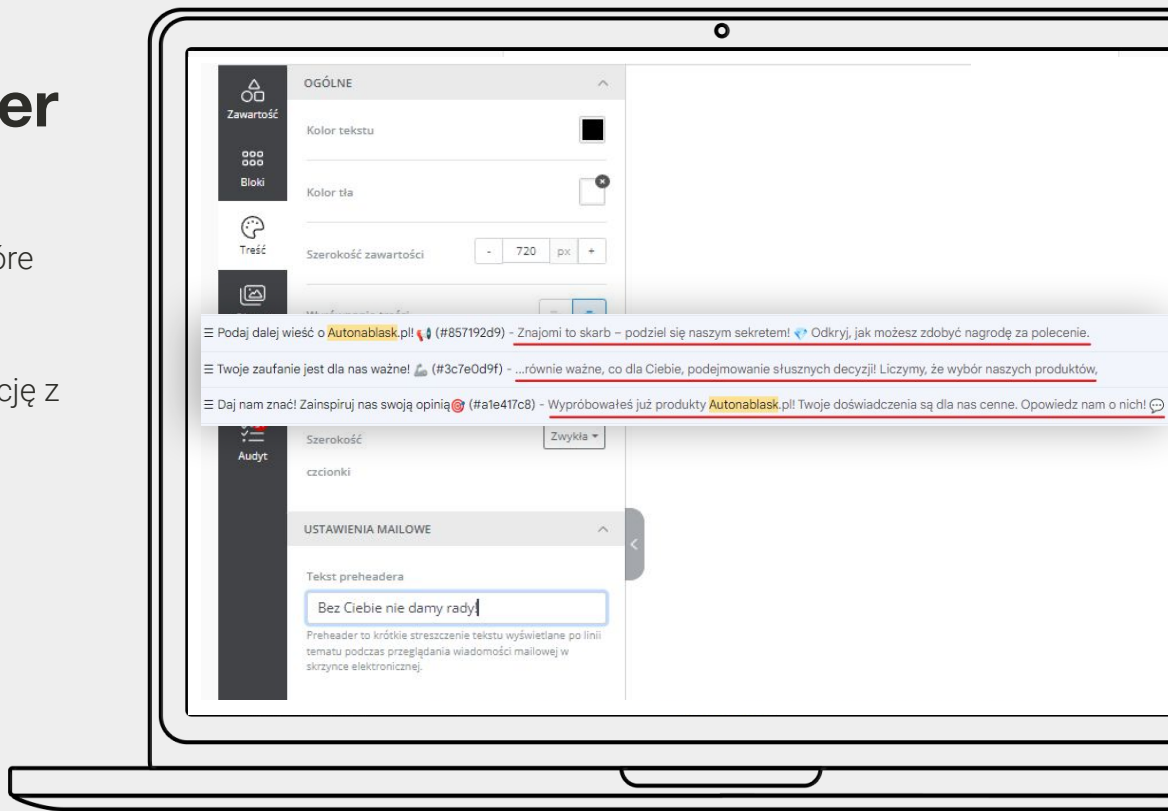 er
óre
cję z
Zawartość
Bloki
Treść
Audyt
OGÓLNE
Kolor tekstu
Kolor tła
Szerokość zawartości
- 720 px +
☰ Podaj dalej wieść o Autonablask.pl! 📢 (#857192d9) - Znajomi to skarb – podziel się naszym sekretem! 💎 Odkryj, jak możesz zdobyć nagrodę za polecenie.
☰ Twoje zaufanie jest dla nas ważne! 🦾 (#3c7e0d9f) - ...równie ważne, co dla Ciebie, podejmowanie słusznych decyzji! Liczymy, że wybór naszych produktów,
☰ Daj nam znać! Zainspiruj nas swoją opinią🎯 (#a1e417c8) - Wypróbowałeś już produkty Autonablask.pl! Twoje doświadczenia są dla nas cenne. Opowiedz nam o nich! 💬
Szerokość
czcionki
Zwykła
USTAWIENIA MAILOWE
Tekst preheadera
Bez Ciebie nie damy rady!
Preheader to krótkie streszczenie tekstu wyświetlane po linii
tematu podczas przeglądania wiadomości mailowej w
skrzynce elektronicznej.